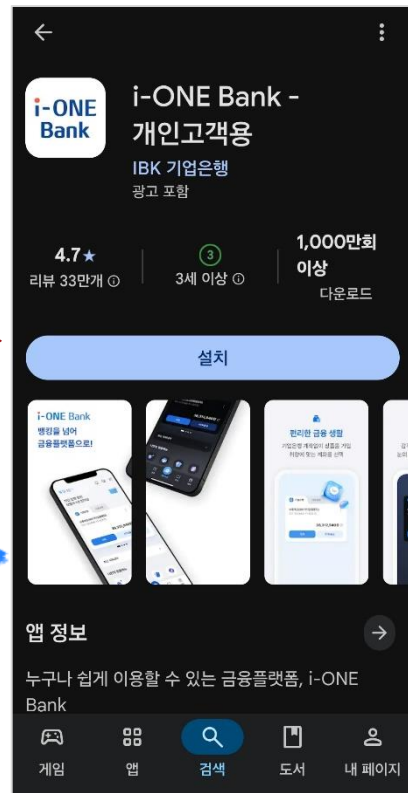 i-ONE
Bank
i-ONE Bank -
개인고객용
IBK 기업은행
광고 포함
4.7★
리뷰 33만개
3
3세 이상
1,000만회
이상
다운로드
설치
i-ONE Bank
뱅킹을 넘어
금융플랫폼으로!
편리한 금융 생활
앱 정보
누구나 쉽게 이용할 수 있는 금융플랫폼, i-ONE
Bank
게임
앱
검색
도서
내 페이지